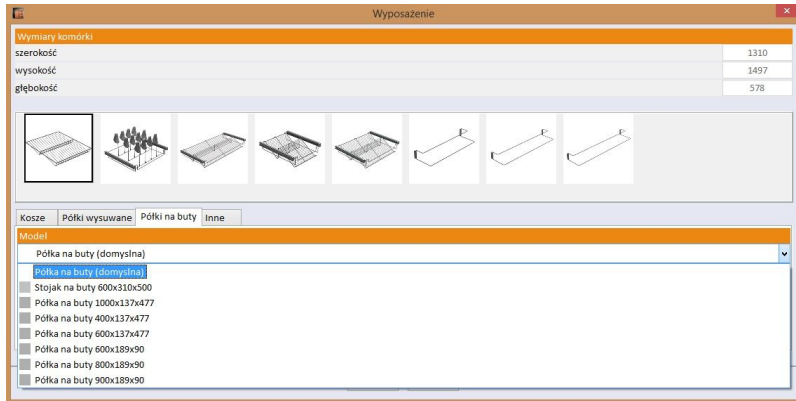 Wyposażenie
Wymiary komórki
szerokość 1310
wysokość 1497
głębokość 578
Kosze Półki wysuwane Półki na buty Inne
Model
Półka na buty (domyslna)
Półka na buty (domyslna)
Stojak na buty 600x310x500
Półka na buty 1000x137x477
Półka na buty 400x137x477
Półka na buty 600x137x477
Półka na buty 600x189x90
Półka na buty 800x189x90
Półka na buty 900x189x90